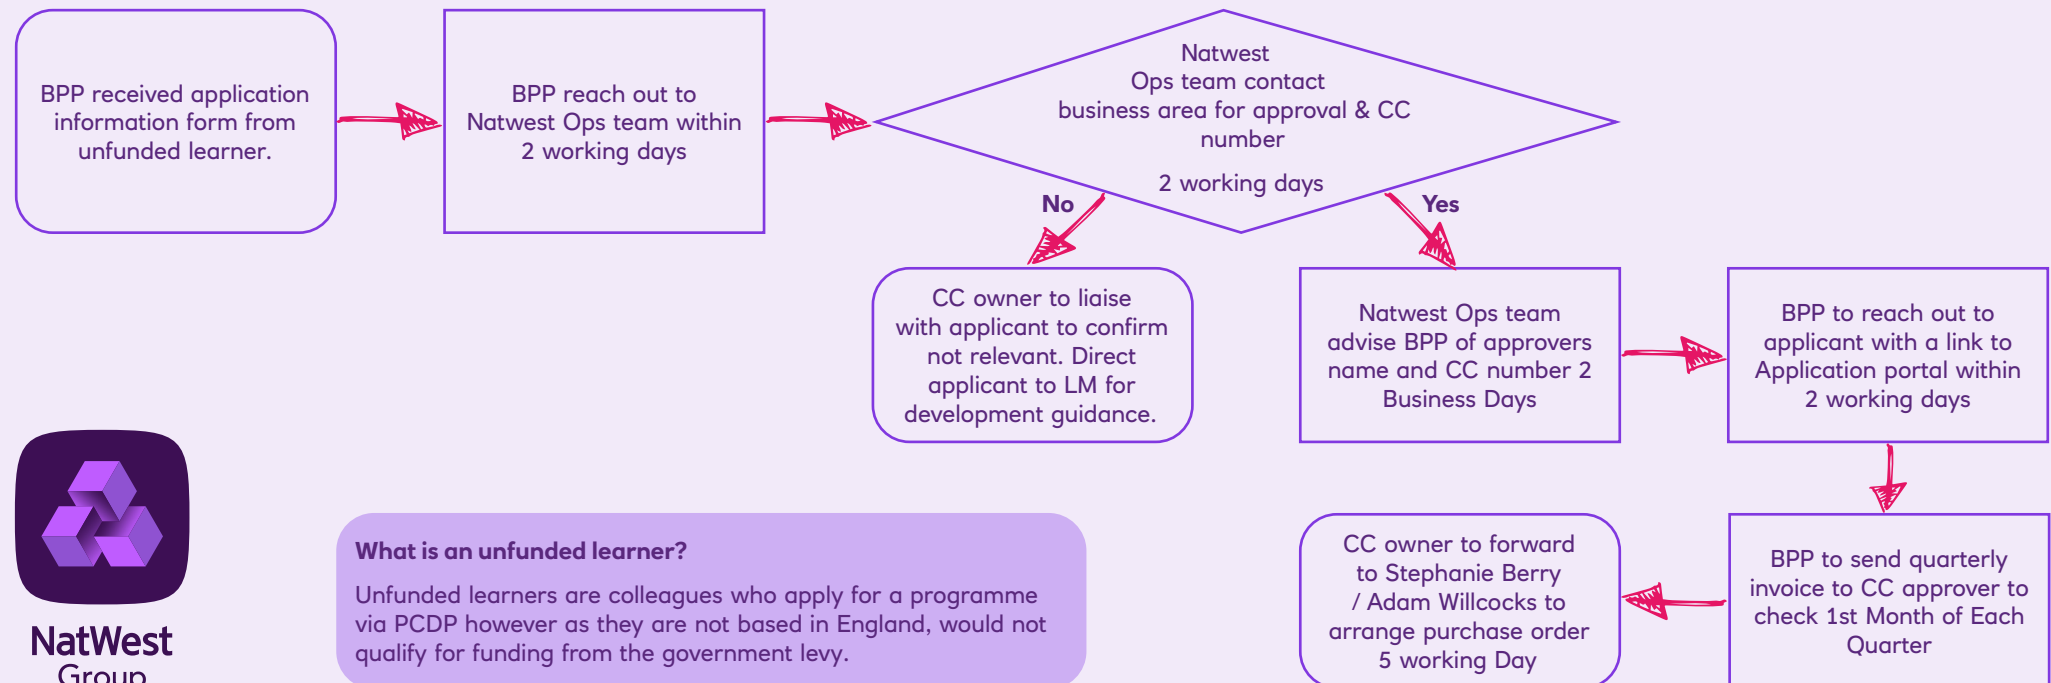 BPP received application
information form from
unfunded learner.
BPP reach out to
Natwest Ops team within
2 working days
Natwest
Ops team contact
business area for approval & CC
number
2 working days
No
Yes
CC owner to liaise
with applicant to confirm
not relevant. Direct
applicant to LM for
development guidance.
Natwest Ops team
advise BPP of approvers
name and CC number 2
Business Days
BPP to reach out to
applicant with a link to
Application portal within
2 working days
BPP to send quarterly
invoice to CC approver to
check 1st Month of Each
Quarter
CC owner to forward
to Stephanie Berry
/ Adam Willcocks to
arrange purchase order
5 working Day
What is an unfunded learner?
Unfunded learners are colleagues who apply for a programme
via PCDP however as they are not based in England, would not
qualify for funding from the government levy.
NatWest
Group